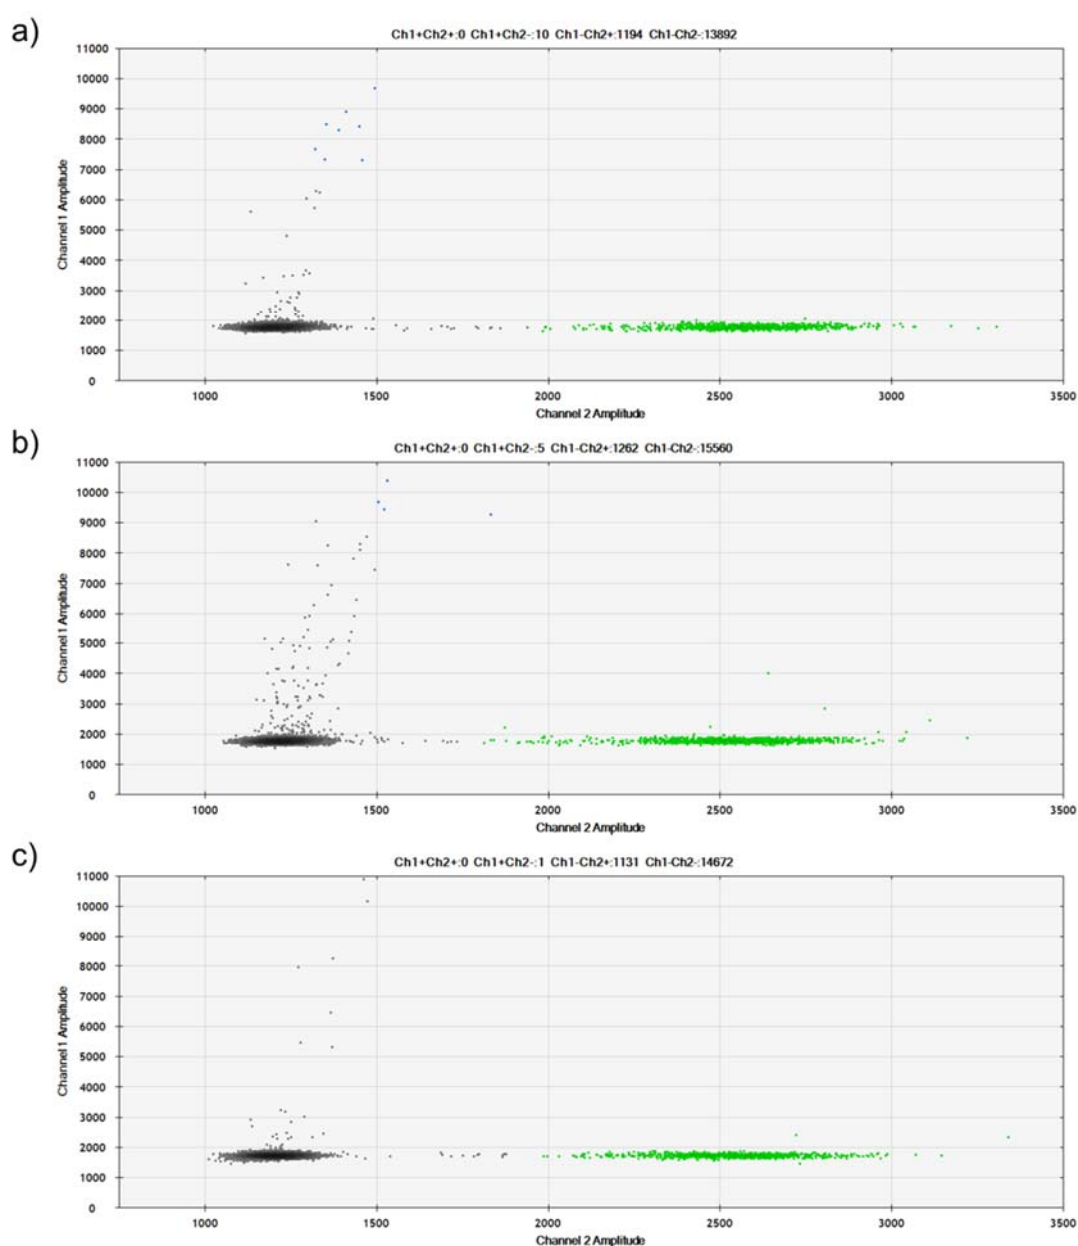 a)
Ch1+Ch2+:0 Ch1+Ch2-:10 Ch1-Ch2+:1194 Ch1-Ch2-:13892
11000
10000
9000
8000
7000
6000
5000
4000
3000
2000
1000
0
Channel 1 Amplitude
1000 1500 2000 2500 3000 3500
Channel 2 Amplitude
b)
Ch1+Ch2+:0 Ch1+Ch2-:5 Ch1-Ch2+:1262 Ch1-Ch2-:15560
11000
10000
9000
8000
7000
6000
5000
4000
3000
2000
1000
0
Channel 1 Amplitude
1000 1500 2000 2500 3000 3500
Channel 2 Amplitude
c)
Ch1+Ch2+:0 Ch1+Ch2-:1 Ch1-Ch2+:1131 Ch1-Ch2-:14672
11000
10000
9000
8000
7000
6000
5000
4000
3000
2000
1000
0
Channel 1 Amplitude
1000 1500 2000 2500 3000 3500
Channel 2 Amplitude